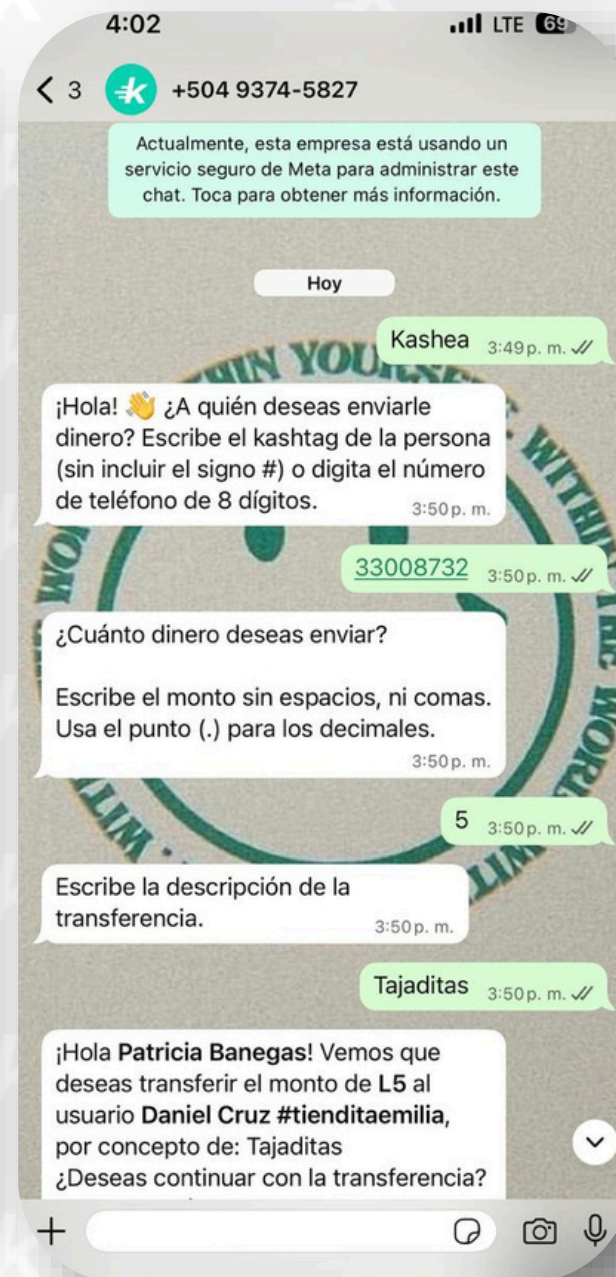 4:02
LTE 69
3
k
+504 9374-5827
Actualmente, esta empresa está usando un
servicio seguro de Meta para administrar este
chat. Toca para obtener más información.
Hoy
Kashea 3:49 p. m.
¡Hola! 👋 ¿A quién deseas enviarle
dinero? Escribe el kashtag de la persona
(sin incluir el signo #) o digita el número
de teléfono de 8 dígitos.
3:50 p. m.
33008732 3:50 p. m.
¿Cuánto dinero deseas enviar?
Escribe el monto sin espacios, ni comas.
Usa el punto (.) para los decimales.
3:50 p. m.
5 3:50 p. m.
Escribe la descripción de la
transferencia.
3:50 p. m.
Tajaditas 3:50 p. m.
¡Hola Patricia Banegas! Vemos que
deseas transferir el monto de L5 al
usuario Daniel Cruz #tienditaemilia,
por concepto de: Tajaditas
¿Deseas continuar con la transferencia?